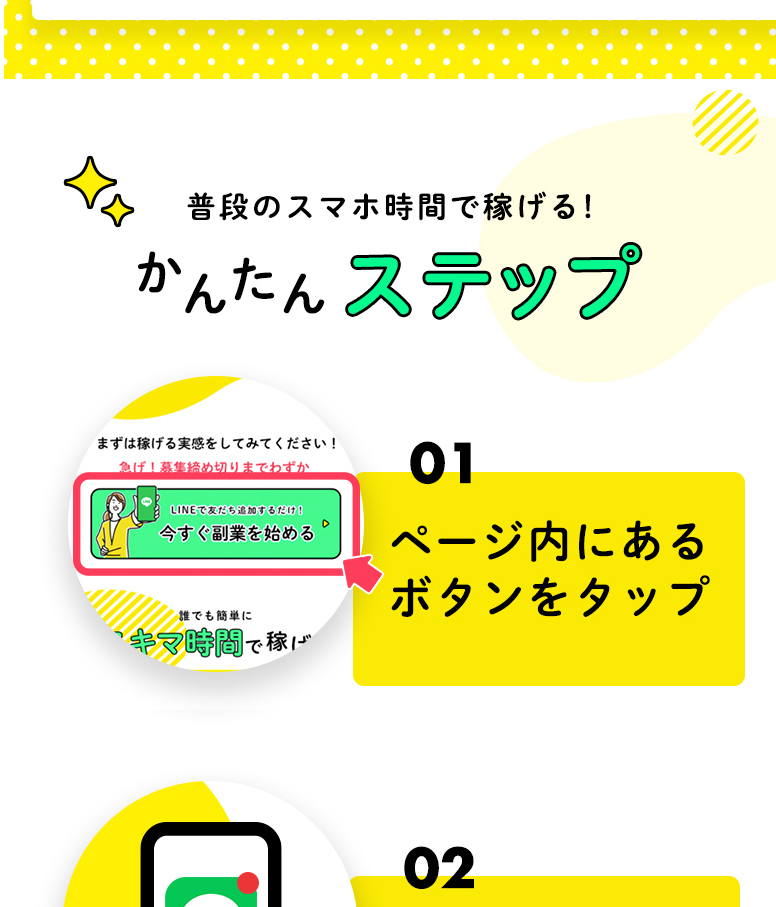 普段のスマホ時間で稼げる!
かんたんステップ
まずは稼げる実感をしてみてください!
急げ!募集締め切りまでわずか
LINEで友だち追加するだけ!
今すぐ副業を始める
誰でも簡単に
スキマ時間で稼げ
01
ページ内にある
ボタンをタップ
02